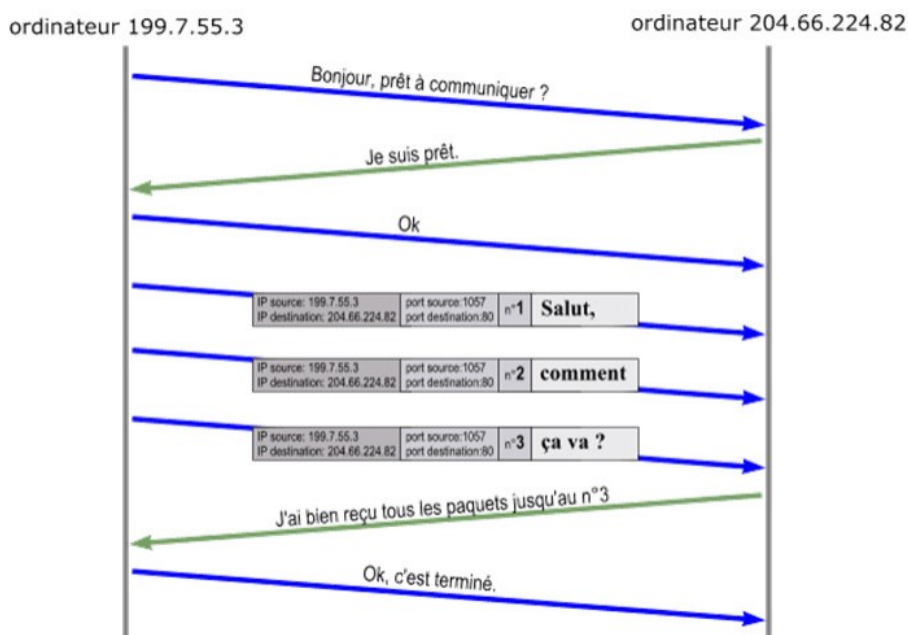 ordinateur 199.7.55.3
ordinateur 204.66.224.82
Bonjour, prêt à communiquer ?
Je suis prêt.
Ok
IP source: 199.7.55.3 port source:1057
IP destination: 204.66.224.82 port destination:80
n°1 Salut,
IP source: 199.7.55.3 port source:1057
IP destination: 204.66.224.82 port destination:80
n°2 comment
IP source: 199.7.55.3 port source:1057
IP destination: 204.66.224.82 port destination:80
n°3 ça va ?
J'ai bien reçu tous les paquets jusqu'au n°3
Ok, c'est terminé.